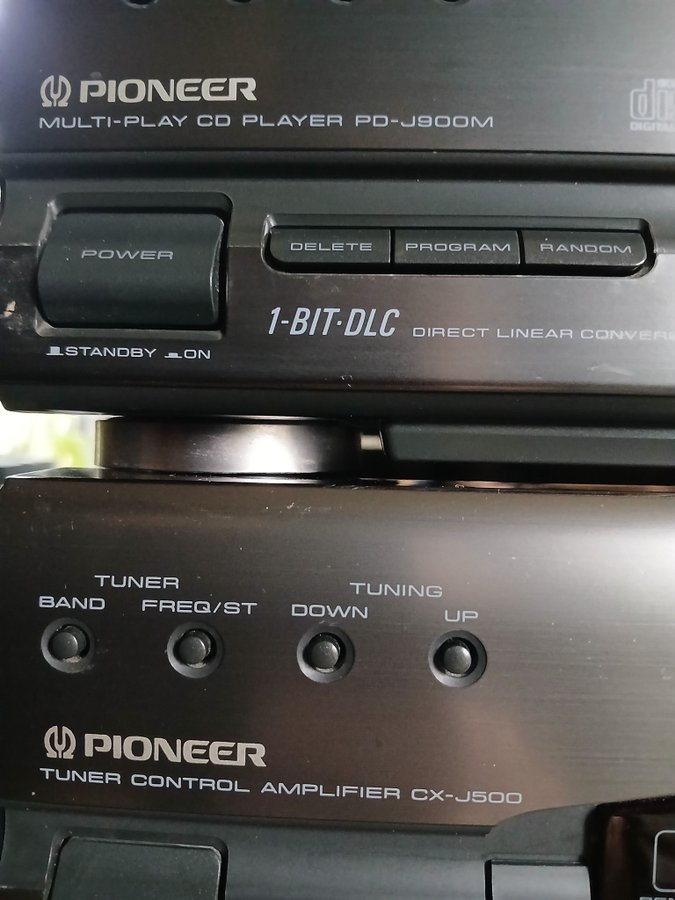 PIONEER
MULTI-PLAY CD PLAYER PD-J900M
POWER
DELETE PROGRAM RANDOM
1-BIT·DLC DIRECT LINEAR
STANDBY ON
TUNER TUNING
BAND FREQ/ST DOWN UP
PIONEER
TUNER CONTROL AMPLIFIER CX-J500